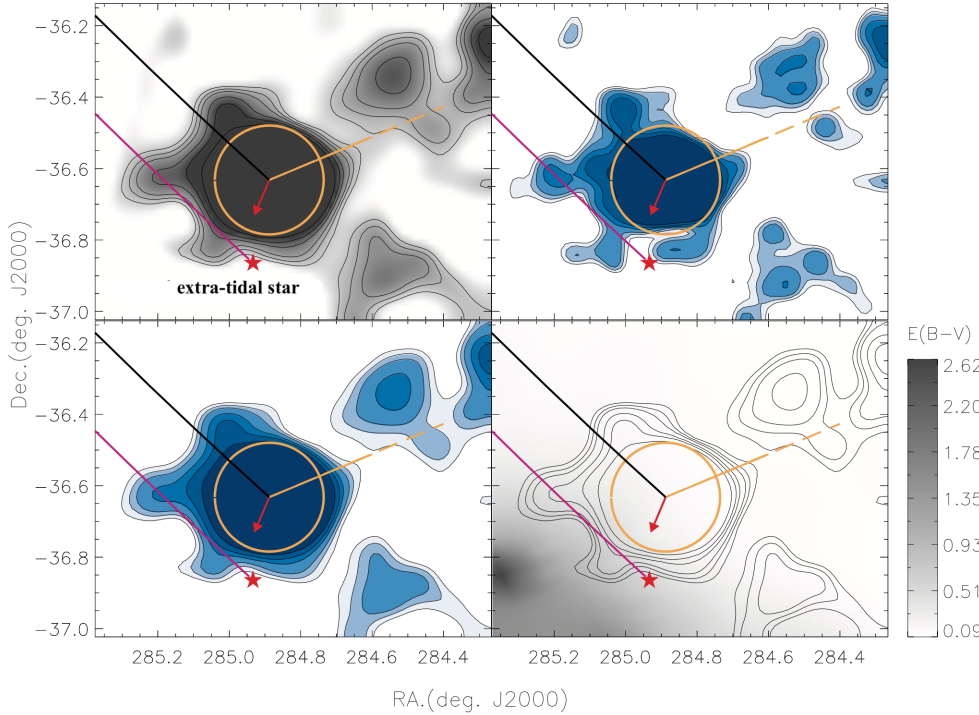 −36.2
−36.4
−36.6
−36.8
−37.0
extra-tidal star
Dec.(deg. J2000)
−36.2
−36.4
−36.6
−36.8
−37.0
E(B−V)
2.62
2.20
1.78
1.35
0.93
0.51
0.09
285.2 285.0 284.8 284.6 284.4
285.2 285.0 284.8 284.6 284.4
RA.(deg. J2000)